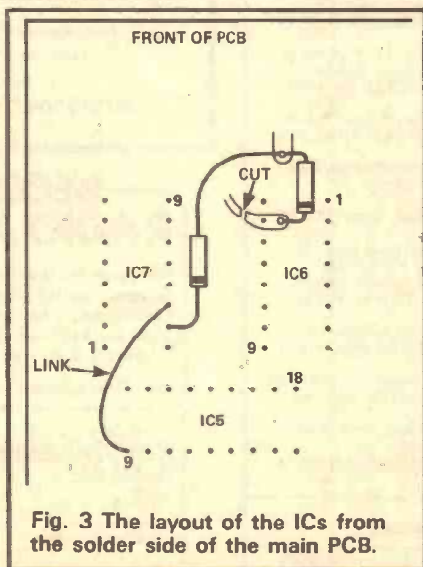 FRONT OF PCB
CUT
9
1
IC7
IC6
1
9
LINK
18
IC5
9
Fig. 3 The layout of the ICs from
the solder side of the main PCB.